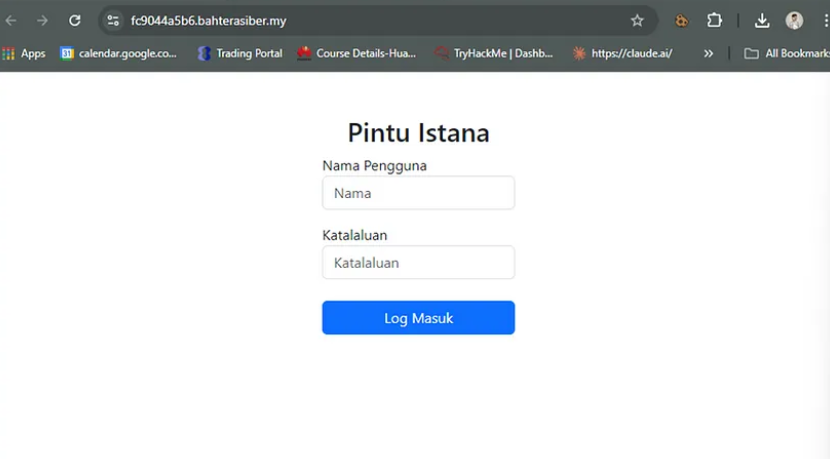 fc9044a5b6.bahterasiber.my
Apps calendar.google.co... Trading Portal Course Details-Hua... TryHackMe | Dashb... https://claude.ai/ » All Bookmarks
Pintu Istana
Nama Pengguna
Nama
Katalaluan
Katalaluan
Log Masuk